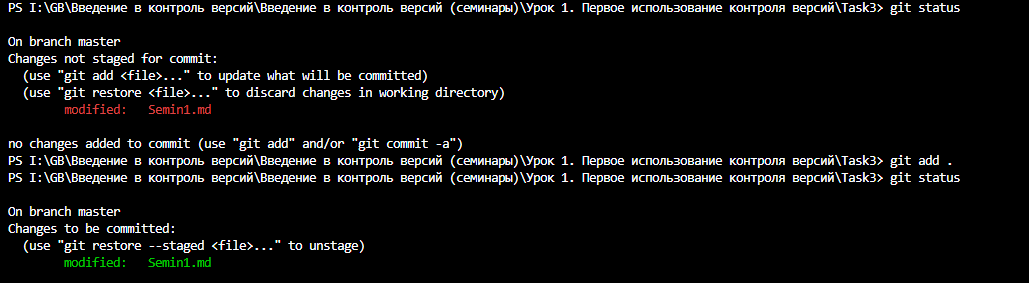 PS I:\GB\Введение в контроль версий\Введение в контроль версий (семинары)\Урок 1. Первое использование контроля версий\Task3> git status
On branch master
Changes not staged for commit:
  (use "git add <file>..." to update what will be committed)
  (use "git restore <file>..." to discard changes in working directory)
        modified:   Semin1.md
no changes added to commit (use "git add" and/or "git commit -a")
PS I:\GB\Введение в контроль версий\Введение в контроль версий (семинары)\Урок 1. Первое использование контроля версий\Task3> git add .
PS I:\GB\Введение в контроль версий\Введение в контроль версий (семинары)\Урок 1. Первое использование контроля версий\Task3> git status
On branch master
Changes to be committed:
  (use "git restore --staged <file>..." to unstage)
        modified:   Semin1.md